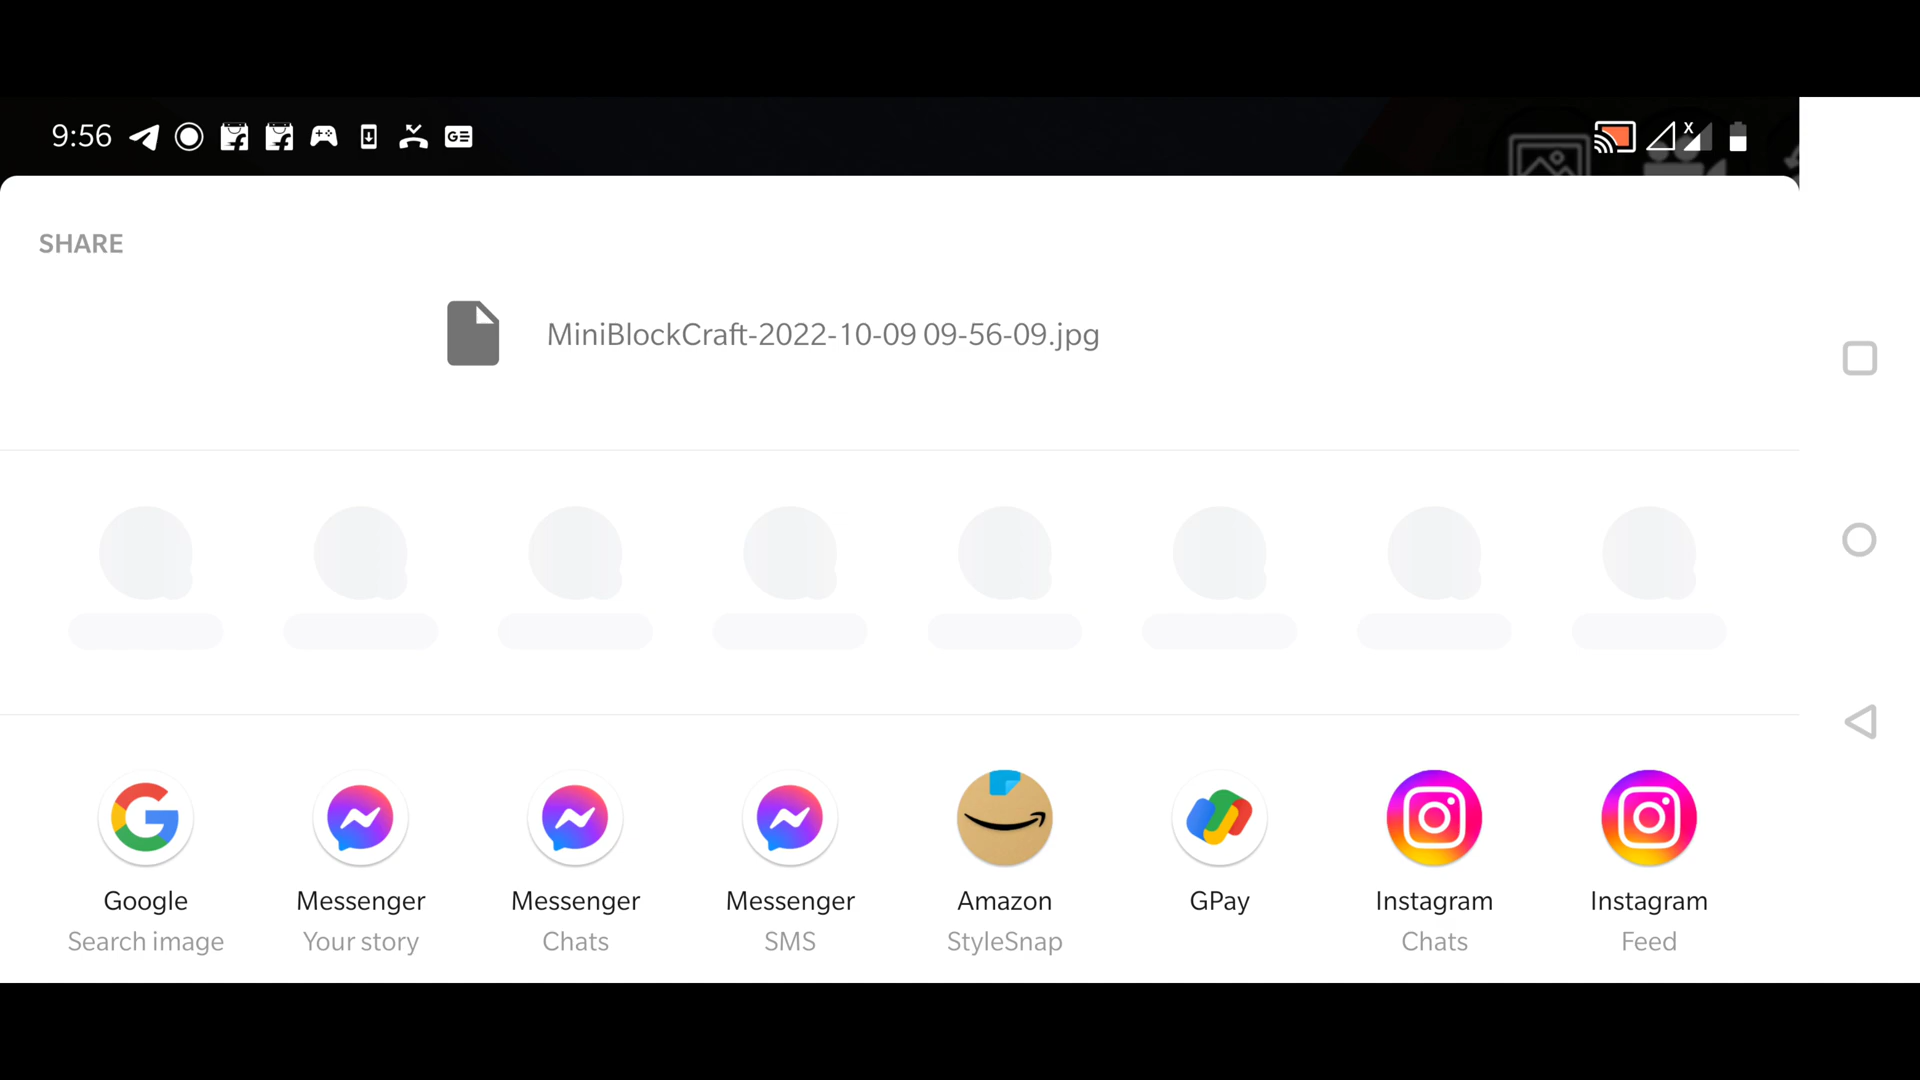 9:56
GE
x
SHARE
MiniBlockCraft-2022-10-09 09-56-09.jpg
Google
Search image
Messenger
Your story
Messenger
Chats
Messenger
SMS
Amazon
StyleSnap
GPay
Instagram
Chats
Instagram
Feed